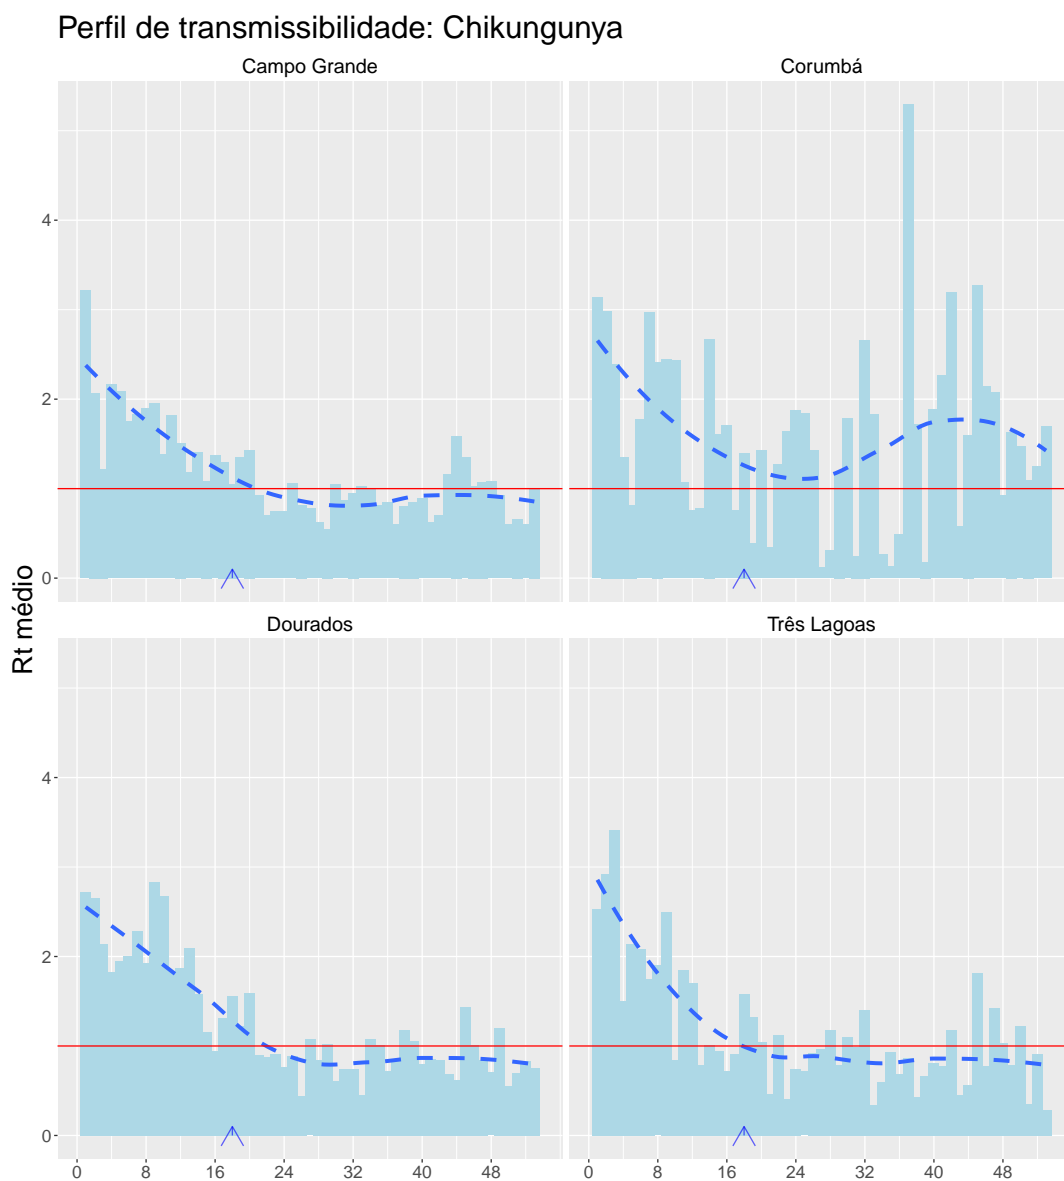 Perfil de transmissibilidade: Chikungunya
Campo Grande
Corumbá
4
2
0
Rt médio
Dourados
Três Lagoas
4
2
0
0 8 16 24 32 40 48
0 8 16 24 32 40 48